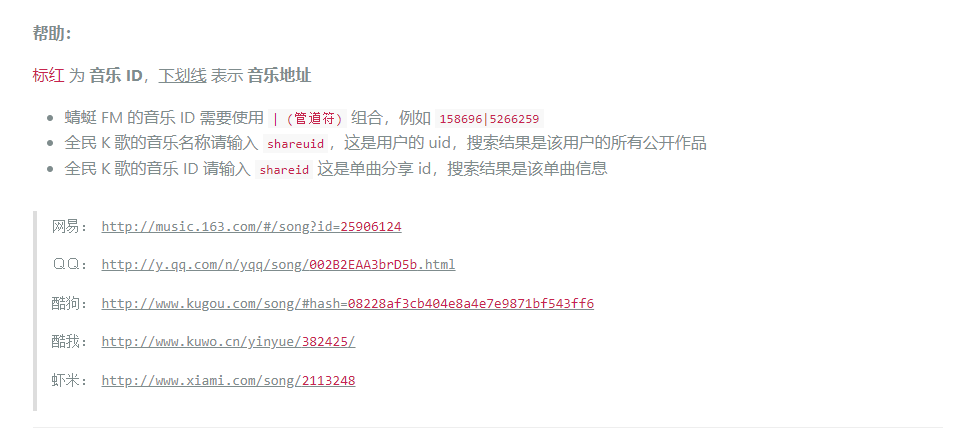 帮助：
标红 为 音乐 ID，下划线 表示 音乐地址
蜻蜓 FM 的音乐 ID 需要使用 | (管道符) 组合，例如 158696|5266259
全民 K 歌的音乐名称请输入 shareuid ，这是用户的 uid，搜索结果是该用户的所有公开作品
全民 K 歌的音乐 ID 请输入 shareid 这是单曲分享 id，搜索结果是该单曲信息
网易： http://music.163.com/#/song?id=25906124
ＱＱ： http://y.qq.com/n/yqq/song/002B2EAA3brD5b.html
酷狗： http://www.kugou.com/song/#hash=08228af3cb404e8a4e7e9871bf543ff6
酷我： http://www.kuwo.cn/yinyue/382425/
虾米： http://www.xiami.com/song/2113248